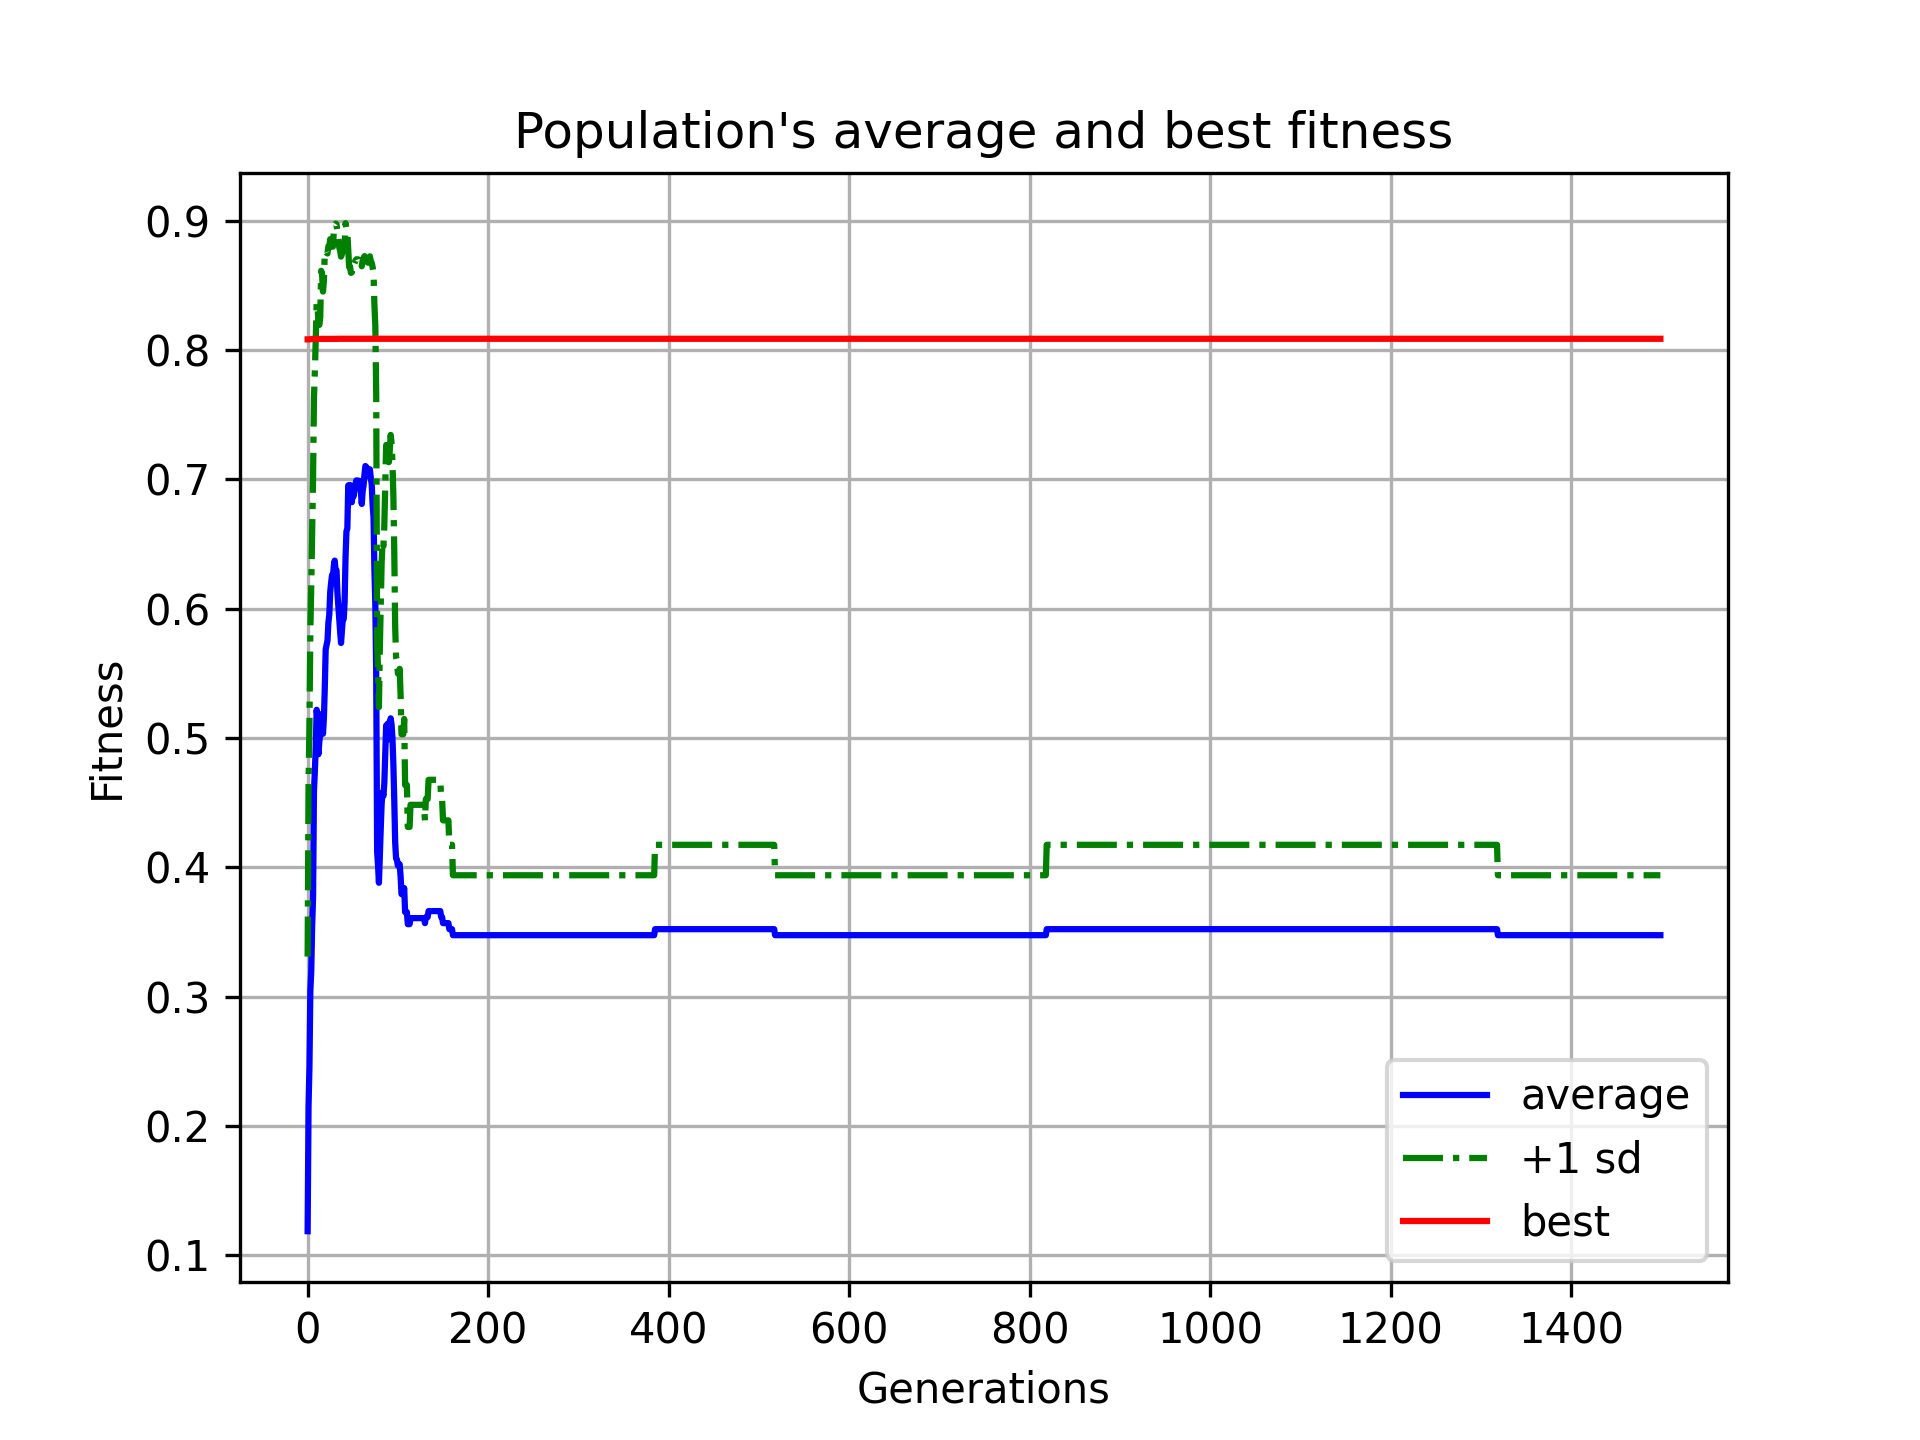 Population's average and best fitness
Fitness
0.9
0.8
0.7
0.6
0.5
0.4
0.3
0.2
0.1
average
+1 sd
best
0 200 400 600 800 1000 1200 1400
Generations